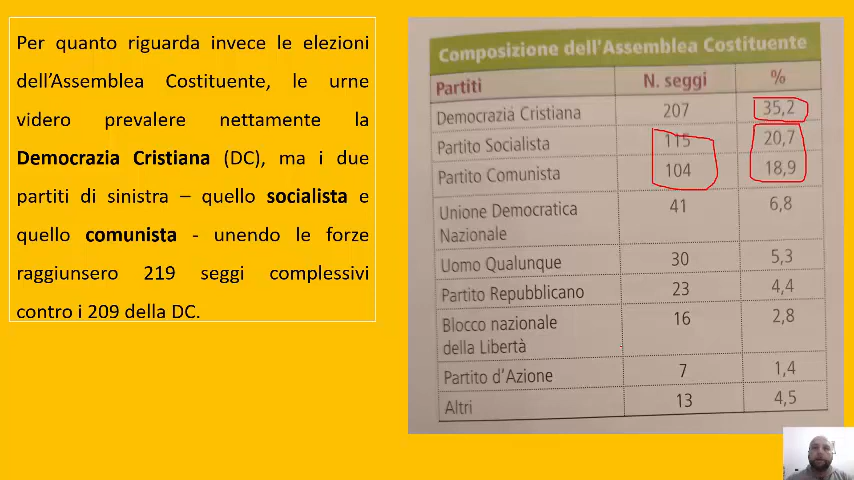 Per quanto riguarda invece le elezioni
dell’Assemblea Costituente, le urne
videro prevalere nettamente la
Democrazia Cristiana (DC), ma i due
partiti di sinistra – quello socialista e
quello comunista - unendo le forze
raggiunsero 219 seggi complessivi
contro i 209 della DC.
Composizione dell'Assemblea Costituente
Partiti N. seggi %
Democrazia Cristiana 207 35,2
Partito Socialista 115 20,7
Partito Comunista 104 18,9
Unione Democratica 41 6,8
Nazionale
Uomo Qualunque 30 5,3
Partito Repubblicano 23 4,4
Blocco nazionale 16 2,8
della Libertà
Partito d'Azione 7 1,4
Altri 13 4,5